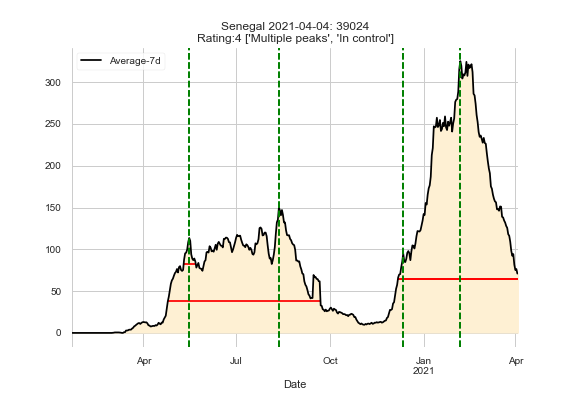 Senegal 2021-04-04: 39024
Rating:4 ['Multiple peaks', 'In control']
Average-7d
300
250
200
150
100
50
0
Apr Jul Oct Jan Apr
2021
Date